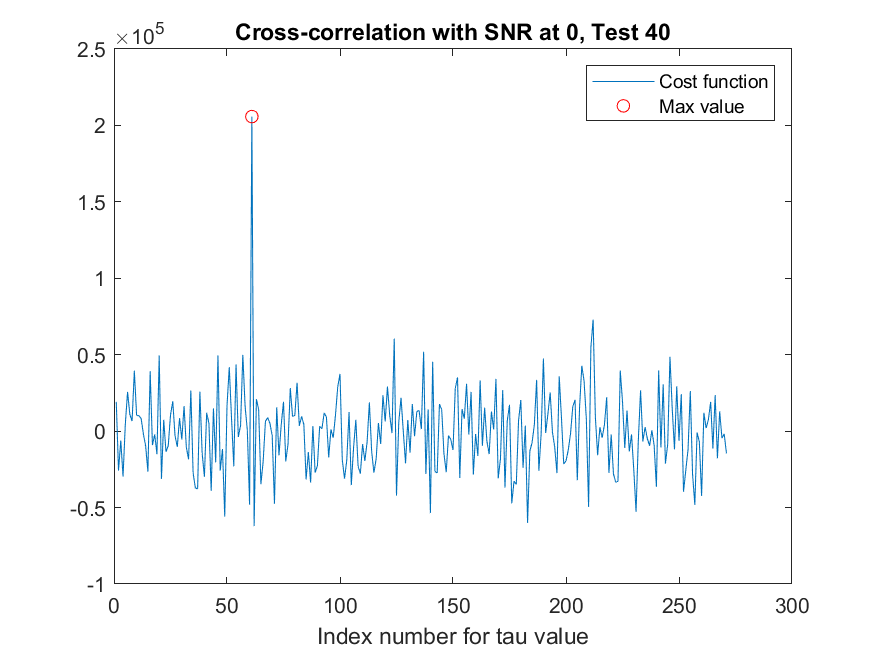 Cross-correlation with SNR at 0, Test 40
×10^5
2.5
2
1.5
1
0.5
0
-0.5
-1
0 50 100 150 200 250 300
Index number for tau value
Cost function
Max value